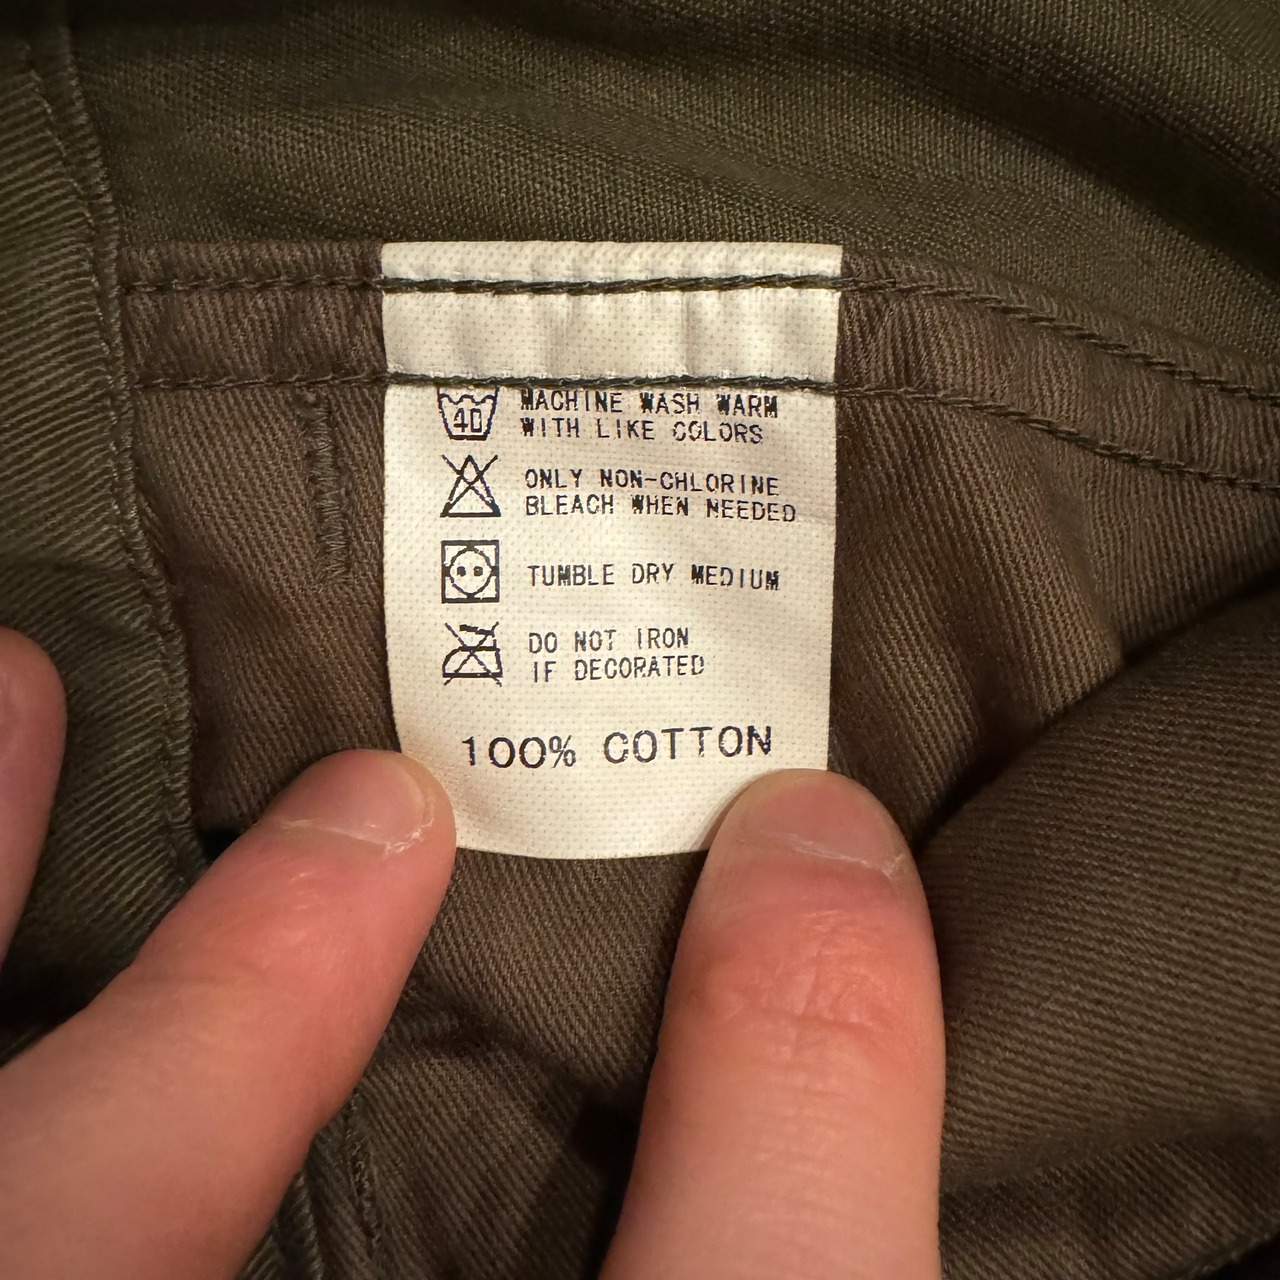 40
MACHINE WASH WARM
WITH LIKE COLORS
ONLY NON-CHLORINE
BLEACH WHEN NEEDED
TUMBLE DRY MEDIUM
DO NOT IRON
IF DECORATED
100% COTTON